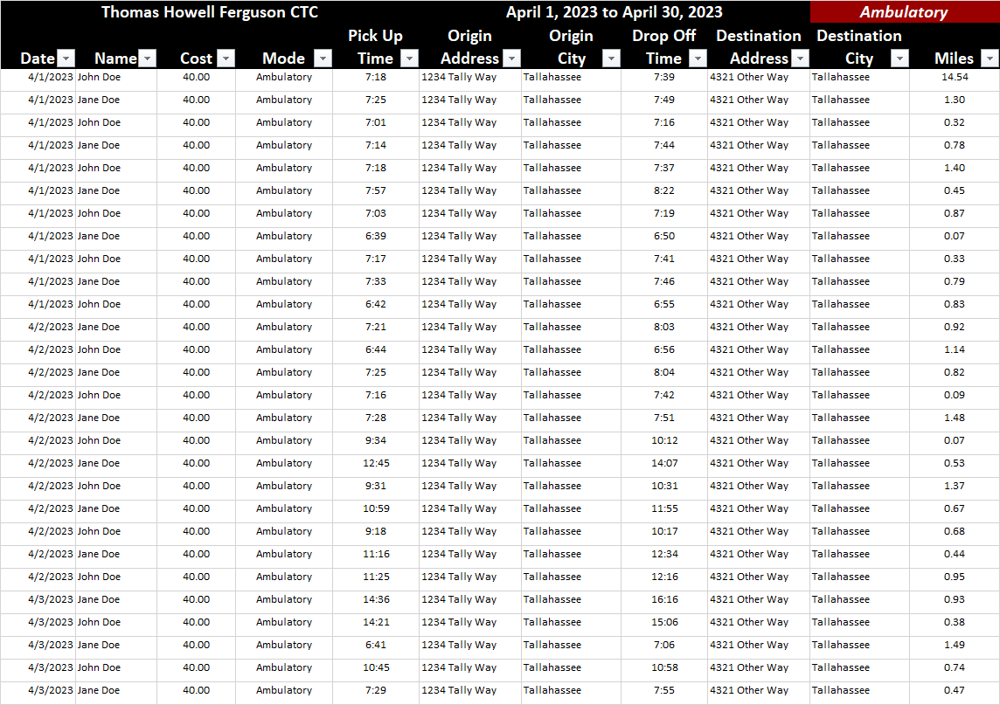 Thomas Howell Ferguson CTC April 1, 2023 to April 30, 2023 Ambulatory
Pick Up Origin Origin Drop Off Destination Destination
Date Name Cost Mode Time Address City Time Address City Miles
4/1/2023 John Doe 40.00 Ambulatory 7:18 1234 Tally Way Tallahassee 7:39 4321 Other Way Tallahassee 14.54
4/1/2023 Jane Doe 40.00 Ambulatory 7:25 1234 Tally Way Tallahassee 7:49 4321 Other Way Tallahassee 1.30
4/1/2023 John Doe 40.00 Ambulatory 7:01 1234 Tally Way Tallahassee 7:16 4321 Other Way Tallahassee 0.32
4/1/2023 Jane Doe 40.00 Ambulatory 7:14 1234 Tally Way Tallahassee 7:44 4321 Other Way Tallahassee 0.78
4/1/2023 John Doe 40.00 Ambulatory 7:18 1234 Tally Way Tallahassee 7:37 4321 Other Way Tallahassee 1.40
4/1/2023 Jane Doe 40.00 Ambulatory 7:57 1234 Tally Way Tallahassee 8:22 4321 Other Way Tallahassee 0.45
4/1/2023 John Doe 40.00 Ambulatory 7:03 1234 Tally Way Tallahassee 7:19 4321 Other Way Tallahassee 0.87
4/1/2023 Jane Doe 40.00 Ambulatory 6:39 1234 Tally Way Tallahassee 6:50 4321 Other Way Tallahassee 0.07
4/1/2023 John Doe 40.00 Ambulatory 7:17 1234 Tally Way Tallahassee 7:41 4321 Other Way Tallahassee 0.33
4/1/2023 Jane Doe 40.00 Ambulatory 7:33 1234 Tally Way Tallahassee 7:46 4321 Other Way Tallahassee 0.79
4/1/2023 John Doe 40.00 Ambulatory 6:42 1234 Tally Way Tallahassee 6:55 4321 Other Way Tallahassee 0.83
4/2/2023 Jane Doe 40.00 Ambulatory 7:21 1234 Tally Way Tallahassee 8:03 4321 Other Way Tallahassee 0.92
4/2/2023 John Doe 40.00 Ambulatory 6:44 1234 Tally Way Tallahassee 6:56 4321 Other Way Tallahassee 1.14
4/2/2023 Jane Doe 40.00 Ambulatory 7:25 1234 Tally Way Tallahassee 8:04 4321 Other Way Tallahassee 0.82
4/2/2023 John Doe 40.00 Ambulatory 7:16 1234 Tally Way Tallahassee 7:42 4321 Other Way Tallahassee 0.09
4/2/2023 Jane Doe 40.00 Ambulatory 7:28 1234 Tally Way Tallahassee 7:51 4321 Other Way Tallahassee 1.48
4/2/2023 John Doe 40.00 Ambulatory 9:34 1234 Tally Way Tallahassee 10:12 4321 Other Way Tallahassee 0.07
4/2/2023 Jane Doe 40.00 Ambulatory 12:45 1234 Tally Way Tallahassee 14:07 4321 Other Way Tallahassee 0.53
4/2/2023 John Doe 40.00 Ambulatory 9:31 1234 Tally Way Tallahassee 10:31 4321 Other Way Tallahassee 1.37
4/2/2023 Jane Doe 40.00 Ambulatory 10:59 1234 Tally Way Tallahassee 11:55 4321 Other Way Tallahassee 0.67
4/2/2023 John Doe 40.00 Ambulatory 9:18 1234 Tally Way Tallahassee 10:17 4321 Other Way Tallahassee 0.68
4/2/2023 Jane Doe 40.00 Ambulatory 11:16 1234 Tally Way Tallahassee 12:34 4321 Other Way Tallahassee 0.44
4/2/2023 John Doe 40.00 Ambulatory 11:25 1234 Tally Way Tallahassee 12:16 4321 Other Way Tallahassee 0.95
4/3/2023 Jane Doe 40.00 Ambulatory 14:36 1234 Tally Way Tallahassee 16:16 4321 Other Way Tallahassee 0.93
4/3/2023 John Doe 40.00 Ambulatory 14:21 1234 Tally Way Tallahassee 15:06 4321 Other Way Tallahassee 0.38
4/3/2023 Jane Doe 40.00 Ambulatory 6:41 1234 Tally Way Tallahassee 7:06 4321 Other Way Tallahassee 1.49
4/3/2023 John Doe 40.00 Ambulatory 10:45 1234 Tally Way Tallahassee 10:58 4321 Other Way Tallahassee 0.74
4/3/2023 Jane Doe 40.00 Ambulatory 7:29 1234 Tally Way Tallahassee 7:55 4321 Other Way Tallahassee 0.47